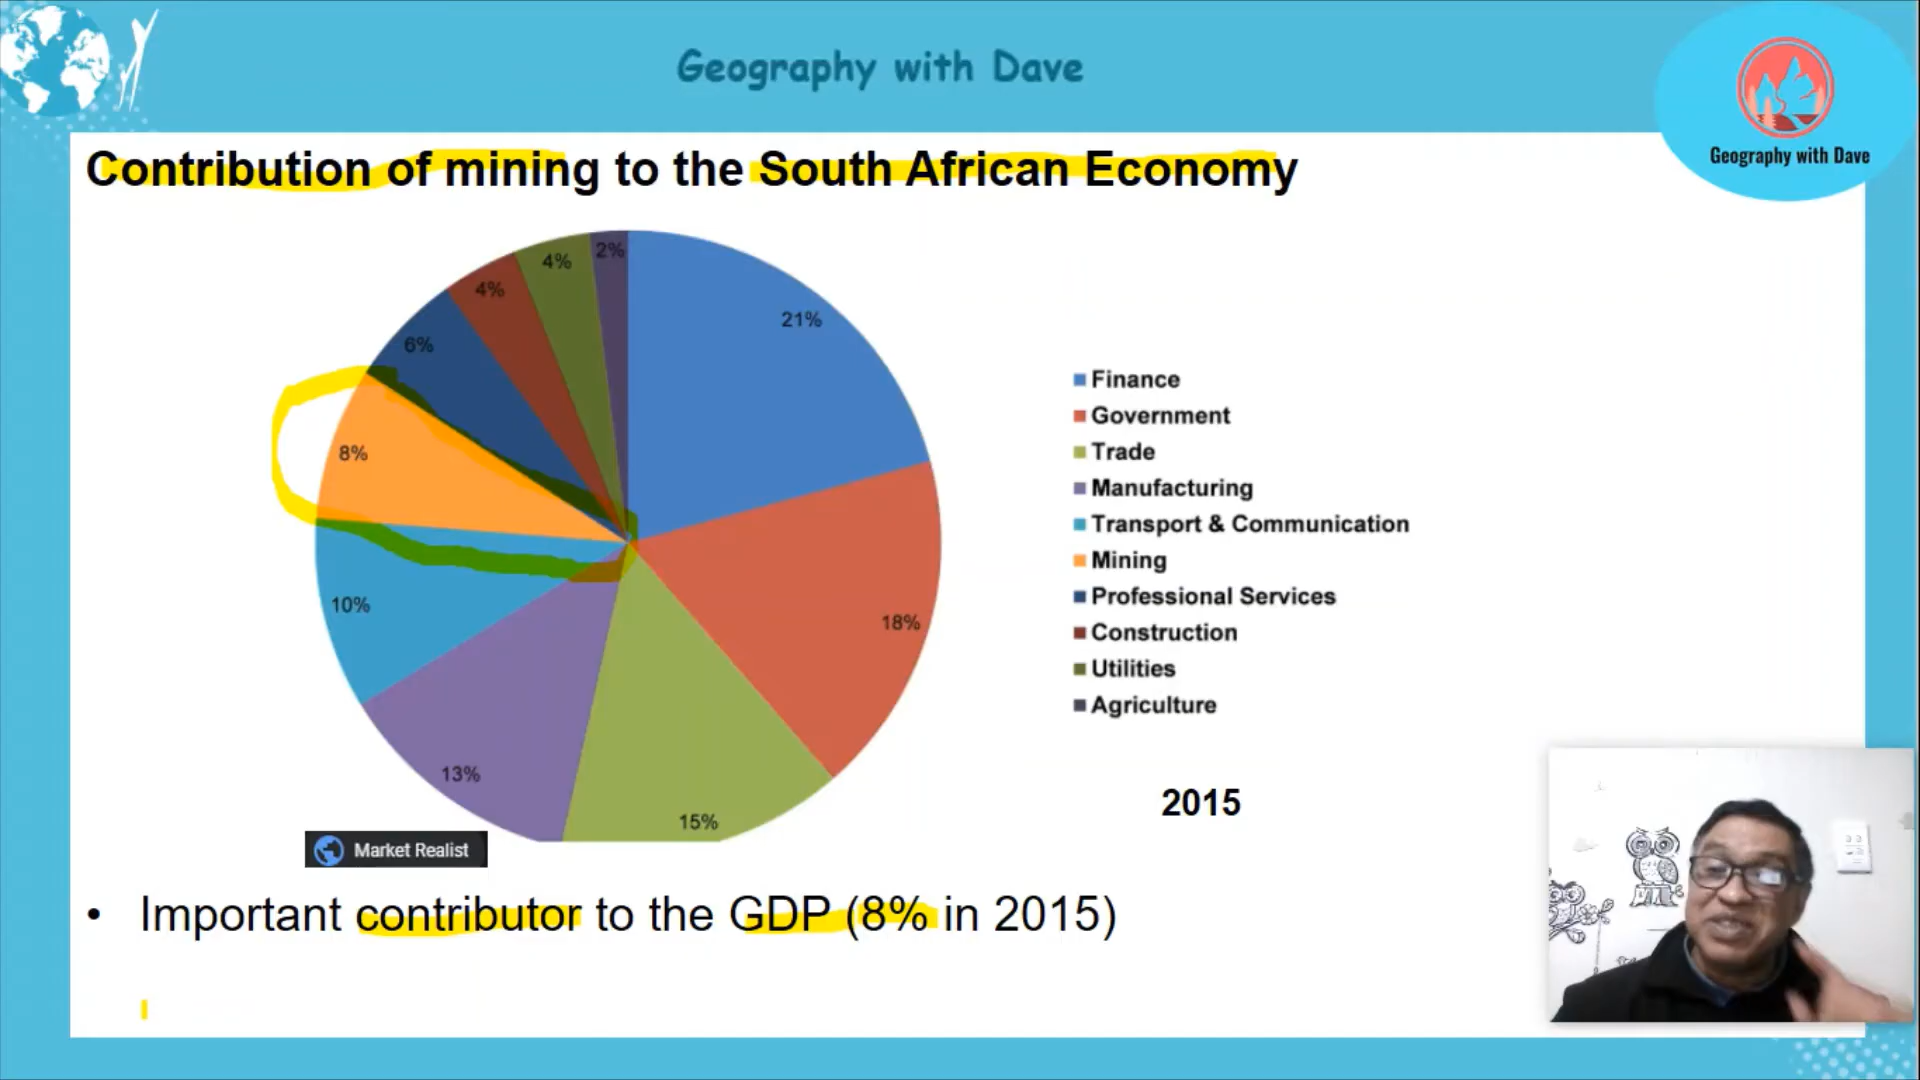 Geography with Dave
Geography with Dave
Contribution of mining to the South African Economy
2%
4%
4%
21%
6%
8%
10%
18%
13%
15%
Finance
Government
Trade
Manufacturing
Transport & Communication
Mining
Professional Services
Construction
Utilities
Agriculture
2015
Market Realist
• Important contributor to the GDP (8% in 2015)